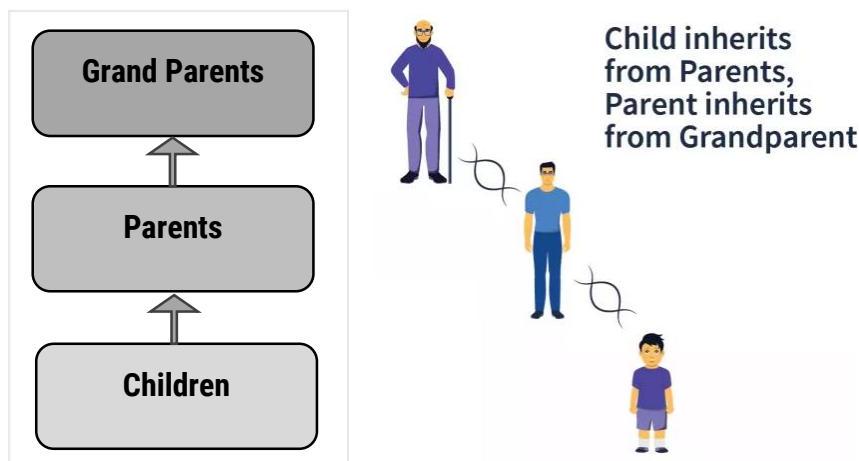 Grand Parents
Parents
Children
Child inherits
from Parents,
Parent inherits
from Grandparent